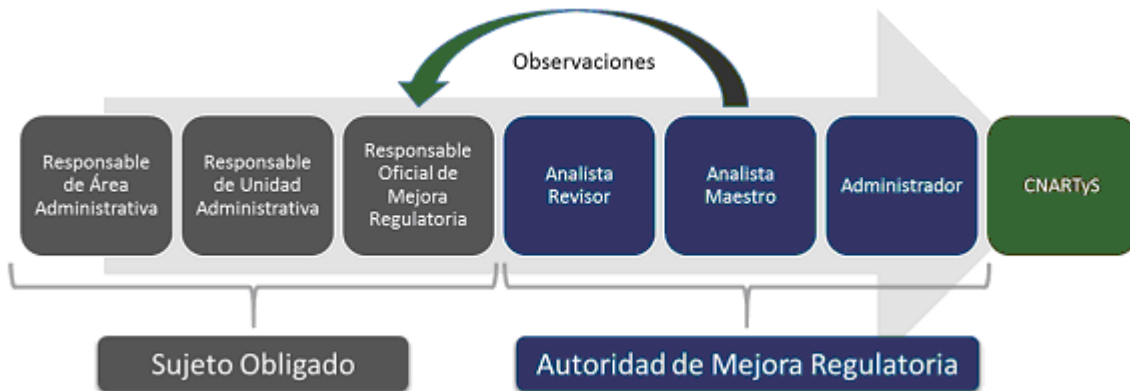 Observaciones
Responsable
de Área
Administrativa
Responsable
de Unidad
Administrativa
Responsable
Oficial de
Mejora
Regulatoria
Analista
Revisor
Analista
Maestro
Administrador
CNARTyS
Sujeto Obligado
Autoridad de Mejora Regulatoria